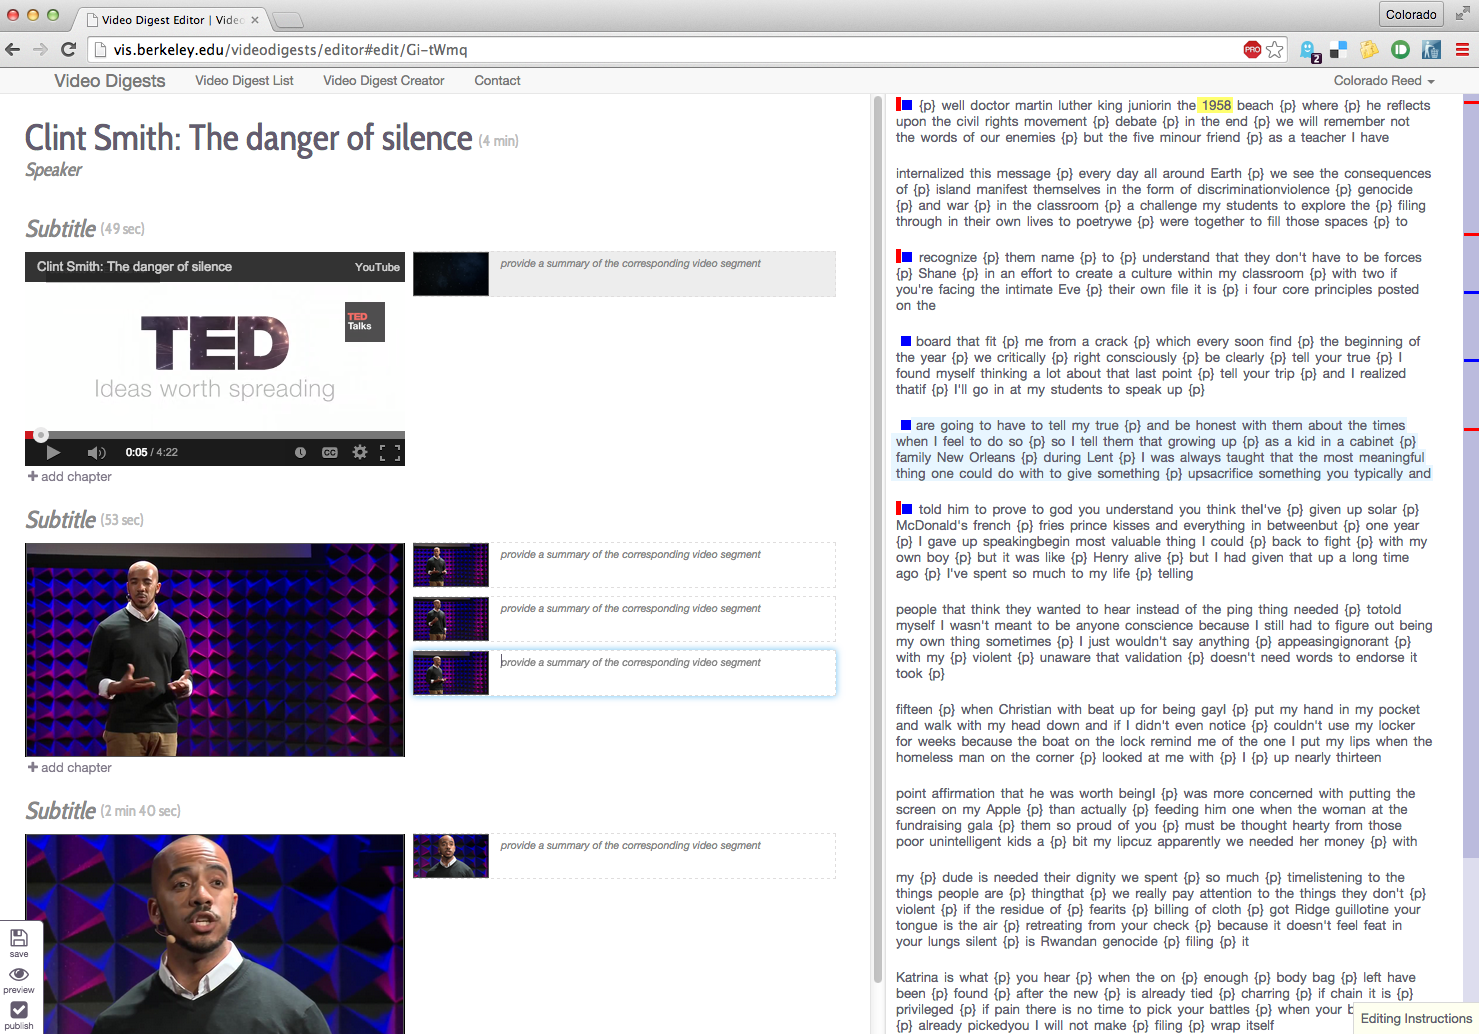 Video Digest Editor | Video
Colorado
vis.berkeley.edu/videodigests/editor#edit/Gi-tWmq
PRO
2
Video Digests
Video Digest List
Video Digest Creator
Contact
Colorado Reed
Clint Smith: The danger of silence (4 min)
Speaker
Subtitle (49 sec)
Clint Smith: The danger of silence
YouTube
TED
Talks
TED
Ideas worth spreading
0:05 / 4:22
CC
provide a summary of the corresponding video segment
+ add chapter
Subtitle (53 sec)
provide a summary of the corresponding video segment
provide a summary of the corresponding video segment
provide a summary of the corresponding video segment
+ add chapter
Subtitle (2 min 40 sec)
provide a summary of the corresponding video segment
save
preview
publish
{p} well doctor martin luther king juniorin the 1958 beach {p} where {p} he reflects
upon the civil rights movement {p} debate {p} in the end {p} we will remember not
the words of our enemies {p} but the five minour friend {p} as a teacher I have
internalized this message {p} every day all around Earth {p} we see the consequences
of {p} island manifest themselves in the form of discriminationviolence {p} genocide
{p} and war {p} in the classroom {p} a challenge my students to explore the {p} filing
through in their own lives to poetrywe {p} were together to fill those spaces {p} to
recognize {p} them name {p} to {p} understand that they don't have to be forces
{p} Shane {p} in an effort to create a culture within my classroom {p} with two if
you're facing the intimate Eve {p} their own file it is {p} i four core principles posted
on the
board that fit {p} me from a crack {p} which every soon find {p} the beginning of
the year {p} we critically {p} right consciously {p} be clearly {p} tell your true {p} I
found myself thinking a lot about that last point {p} tell your trip {p} and I realized
thatif {p} I'll go in at my students to speak up {p}
are going to have to tell my true {p} and be honest with them about the times
when I feel to do so {p} so I tell them that growing up {p} as a kid in a cabinet {p}
family New Orleans {p} during Lent {p} I was always taught that the most meaningful
thing one could do with to give something {p} upsacrifice something you typically and
told him to prove to god you understand you think theI've {p} given up solar {p}
McDonald's french {p} fries prince kisses and everything in betweenbut {p} one year
{p} I gave up speakingbegin most valuable thing I could {p} back to fight {p} with my
own boy {p} but it was like {p} Henry alive {p} but I had given that up a long time
ago {p} I've spent so much to my life {p} telling
people that think they wanted to hear instead of the ping thing needed {p} totold
myself I wasn't meant to be anyone conscience because I still had to figure out being
my own thing sometimes {p} I just wouldn't say anything {p} appeasingignorant {p}
with my {p} violent {p} unaware that validation {p} doesn't need words to endorse it
took {p}
fifteen {p} when Christian with beat up for being gayI {p} put my hand in my pocket
and walk with my head down and if I didn't even notice {p} couldn't use my locker
for weeks because the boat on the lock remind me of the one I put my lips when the
homeless man on the corner {p} looked at me with {p} I {p} up nearly thirteen
point affirmation that he was worth beingI {p} was more concerned with putting the
screen on my Apple {p} than actually {p} feeding him one when the woman at the
fundraising gala {p} them so proud of you {p} must be thought hearty from those
poor unintelligent kids a {p} bit my lipcuz apparently we needed her money {p} with
my {p} dude is needed their dignity we spent {p} so much {p} timelistening to the
things people are {p} thingthat {p} we really pay attention to the things they don't {p}
violent {p} if the residue of {p} fearits {p} billing of cloth {p} got Ridge guillotine your
tongue is the air {p} retreating from your check {p} because it doesn't feel feat in
your lungs silent {p} is Rwandan genocide {p} filing {p} it
Katrina is what {p} you hear {p} when the on {p} enough {p} body bag {p} left have
been {p} found {p} after the new {p} is already tied {p} charring {p} if chain it is {p}
privileged {p} if pain there is no time to pick your battles {p} when your b
{p} already pickedyou I will not make {p} filing {p} wrap itself
Editing Instructions